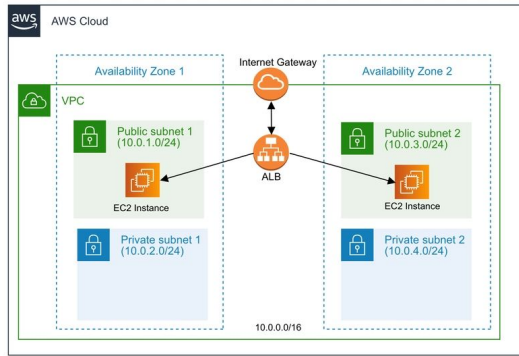 aws
AWS Cloud
Internet Gateway
Availability Zone 1
Availability Zone 2
VPC
Public subnet 1
(10.0.1.0/24)
Public subnet 2
(10.0.3.0/24)
ALB
EC2 Instance
EC2 Instance
Private subnet 1
(10.0.2.0/24)
Private subnet 2
(10.0.4.0/24)
10.0.0.0/16